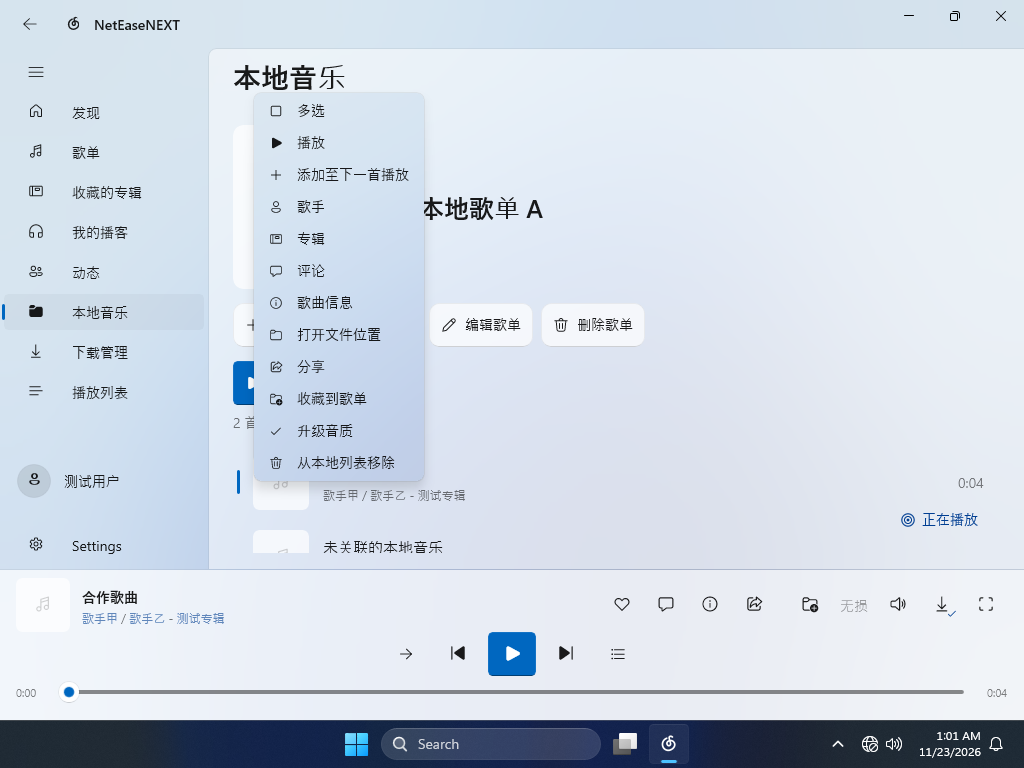 NetEaseNEXT
本地音乐
发现
歌单
收藏的专辑
我的播客
动态
本地音乐
下载管理
播放列表
测试用户
Settings
多选
播放
添加至下一首播放
歌手
专辑
评论
歌曲信息
打开文件位置
分享
收藏到歌单
升级音质
从本地列表移除
本地歌单 A
编辑歌单
删除歌单
2 首
歌手甲 / 歌手乙 - 测试专辑
0:04
正在播放
未关联的本地音乐
合作歌曲
歌手甲 / 歌手乙 - 测试专辑
无损
0:00
0:04
Search
1:01 AM
11/23/2026